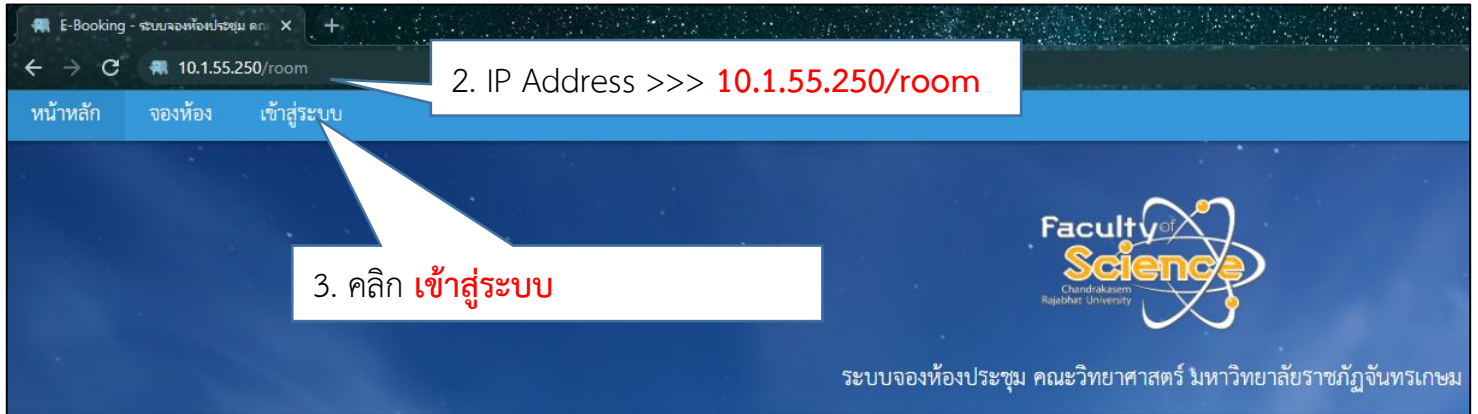 E-Booking - ระบบจองห้องประชุม คณ
10.1.55.250/room
2. IP Address >>> 10.1.55.250/room
หน้าหลัก จองห้อง เข้าสู่ระบบ
3. คลิก เข้าสู่ระบบ
Faculty of
Science
Chandrakasem
Rajabhat University
ระบบจองห้องประชุม คณะวิทยาศาสตร์ มหาวิทยาลัยราชภัฏจันทรเกษม